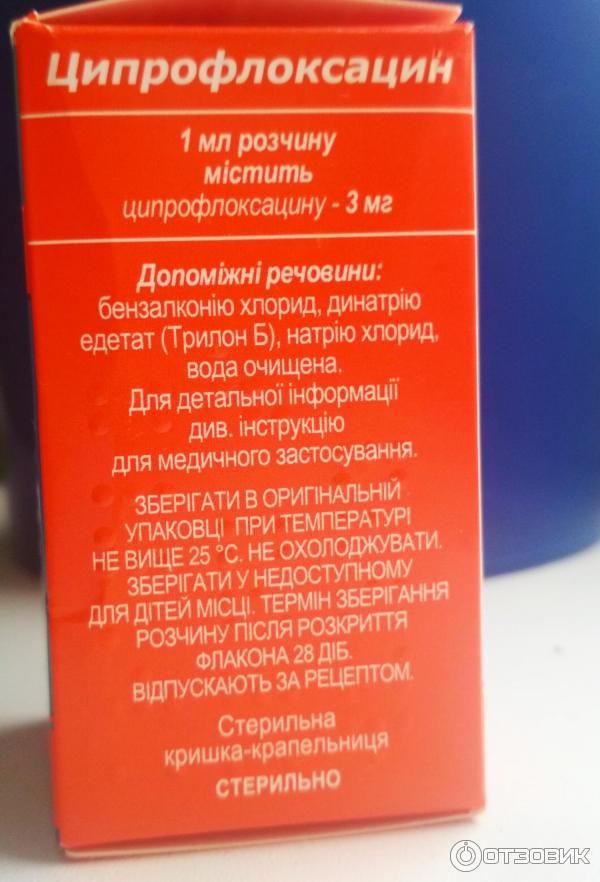 Ципрофлоксацин
1 мл розчину
містить
ципрофлоксацину - 3 мг
Допоміжні речовини:
бензалконію хлорид, динатрію
едетат (Трилон Б), натрію хлорид,
вода очищена.
Для детальної інформації
див. інструкцію
для медичного застосування.
ЗБЕРІГАТИ В ОРИГІНАЛЬНІЙ
УПАКОВЦІ ПРИ ТЕМПЕРАТУРІ
НЕ ВИЩЕ 25 °С. НЕ ОХОЛОДЖУВАТИ.
ЗБЕРІГАТИ У НЕДОСТУПНОМУ
ДЛЯ ДІТЕЙ МІСЦІ. ТЕРМІН ЗБЕРІГАННЯ
РОЗЧИНУ ПІСЛЯ РОЗКРИТТЯ
ФЛАКОНА 28 ДІБ.
ВІДПУСКАЮТЬ ЗА РЕЦЕПТОМ.
Стерильна
кришка-крапельниця
СТЕРИЛЬНО
ОТЗОВИК